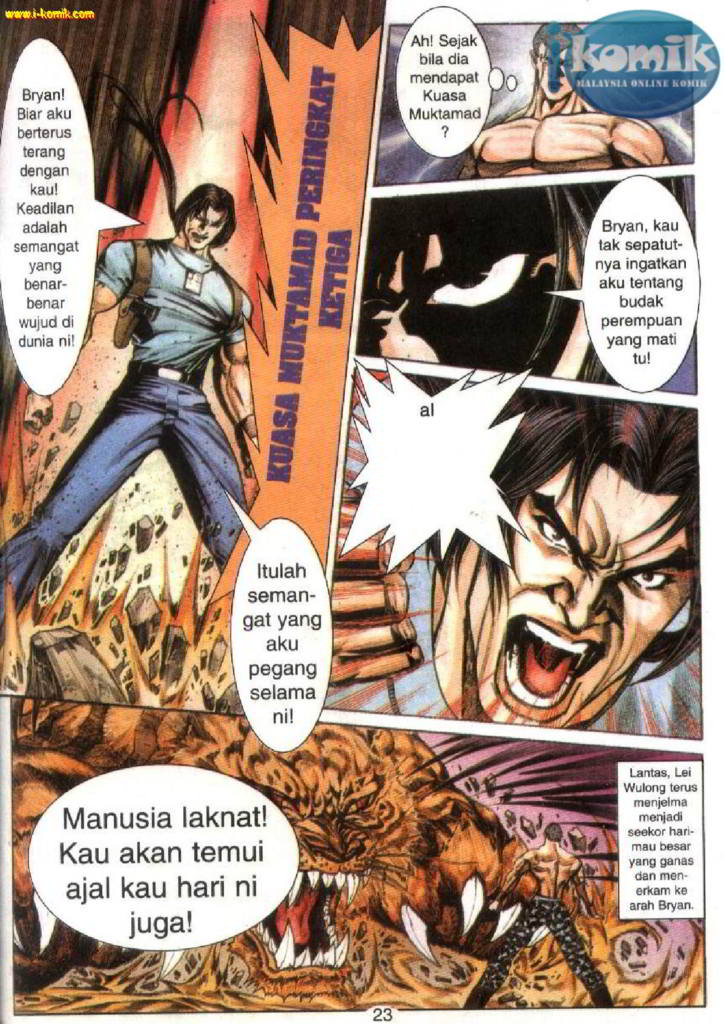 www.i-komik.com
Bryan!
Biar aku
berterus
terang
dengan
kau!
Keadilan
adalah
semangat
yang
benar-
benar
wujud di
dunia ni!
KUASA MUKTAMAD PERINGKAT
KETIGA
Itulah
seman-
gat yang
aku
pegang
selama
ni!
Ah! Sejak
bila dia
mendapat
Kuasa
Muktamad
?
ikomik
MALAYSIA ONLINE KOMIK
Bryan, kau
tak sepatut-
nya ingatkan
aku tentang
budak
perempuan
yang mati
tu!
al
Manusia laknat!
Kau akan temui
ajal kau hari ni
juga!
Lantas, Lei
Wulong terus
menjelma
menjadi
seekor hari-
mau besar
yang ganas
dan men-
erkam ke
arah Bryan.
23